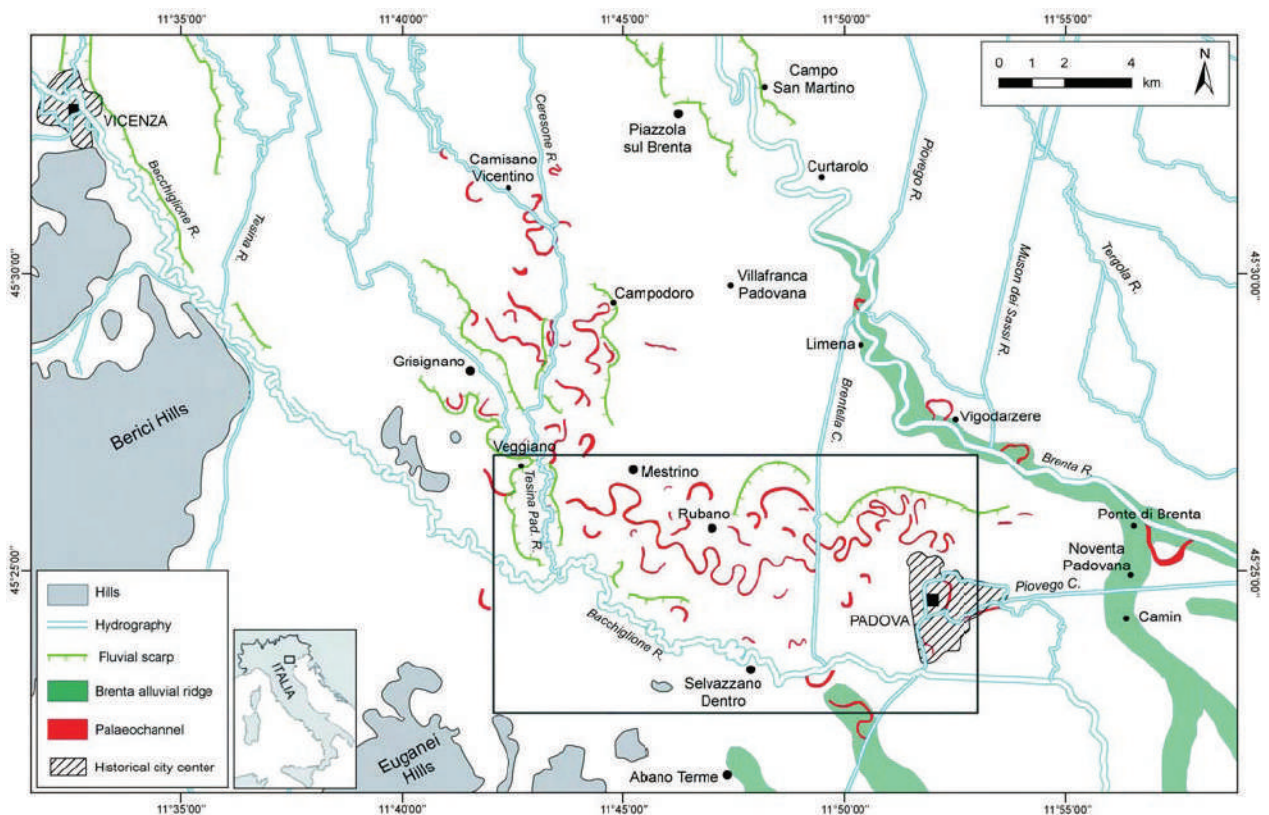 11°35'00"
11°40'00"
11°45'00"
11°50'00"
11°55'00"
0 1 2 4
km
N
Campo
San Martino
VICENZA
Piazzola
sul Brenta
Ceresone R.
Camisano
Vicentino
Curtarolo
Piovego R.
Bacchiglione R.
Tesina R.
Muson dei Sassi R.
Tergola R.
45°30'00"
45°30'00"
Villafranca
Padovana
Campodoro
Limena
Grisignano
Brentella C.
Berici Hills
Vigodarzere
Veggiano
Mestrino
Brenta R.
Tesina Pad. R.
Rubano
Ponte di Brenta
Noventa
Padovana
45°25'00"
45°25'00"
Piovego C.
PADOVA
Camin
Bacchiglione R.
Selvazzano
Dentro
Euganei
Hills
Abano Terme
Hills
Hydrography
Fluvial scarp
Brenta alluvial ridge
Palaeochannel
Historical city center
ITALIA
11°35'00"
11°40'00"
11°45'00"
11°50'00"
11°55'00"